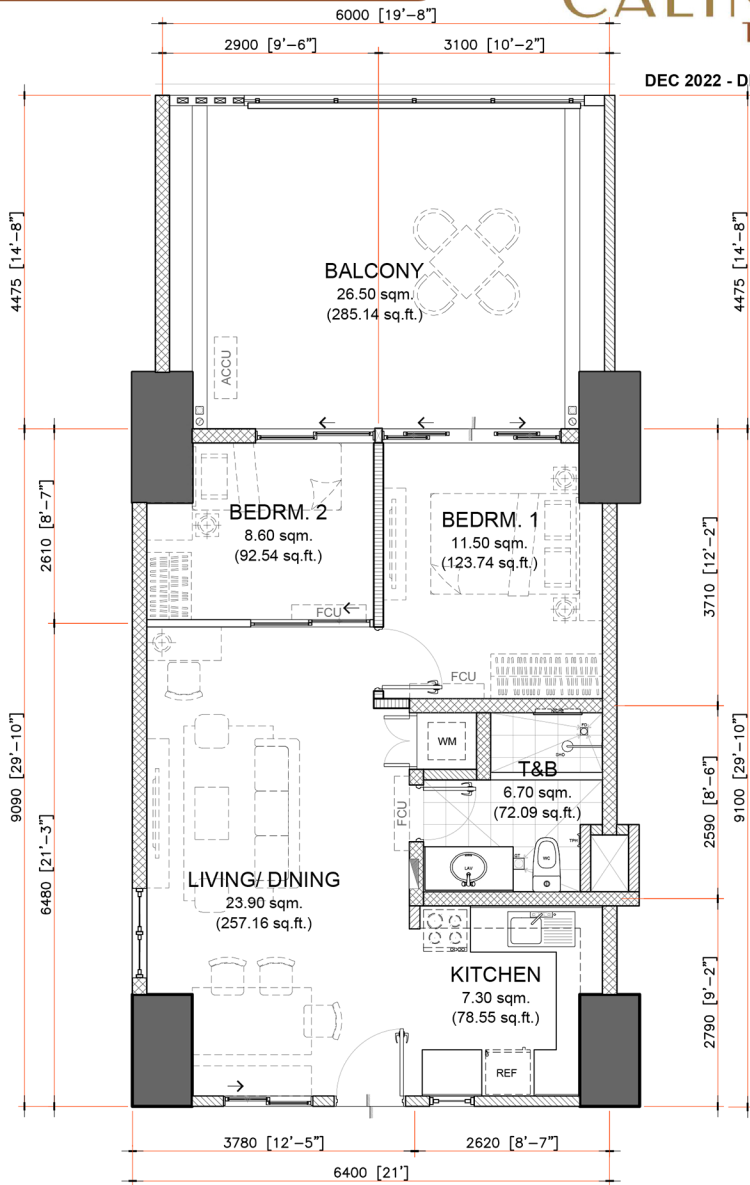 6000 [19'-8"]
2900 [9'-6"]
3100 [10'-2"]
DEC 2022 - D
4475 [14'-8"]
4475 [14'-8"]
BALCONY
26.50 sqm.
(285.14 sq.ft.)
ACCU
BEDRM. 2
8.60 sqm.
(92.54 sq.ft.)
BEDRM. 1
11.50 sqm.
(123.74 sq.ft.)
2610 [8'-7"]
3710 [12'-2"]
FCU
FCU
WM
FD
SHO
T&B
6.70 sqm.
(72.09 sq.ft.)
FCU
9090 [29'-10"]
6480 [21'-3"]
2590 [8'-6"]
9100 [29'-10"]
TPH
WC
LAV
LIVING/ DINING
23.90 sqm.
(257.16 sq.ft.)
KITCHEN
7.30 sqm.
(78.55 sq.ft.)
2790 [9'-2"]
REF
3780 [12'-5"]
2620 [8'-7"]
6400 [21']